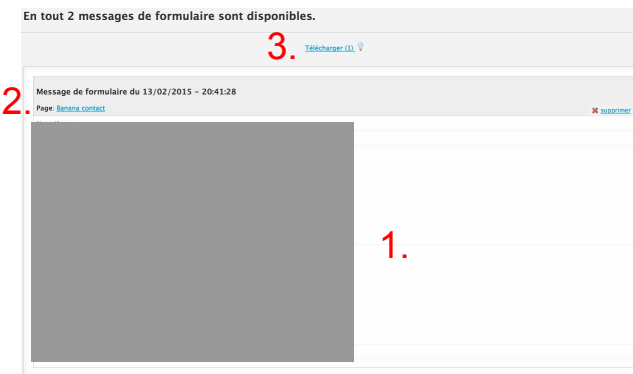 En tout 2 messages de formulaire sont disponibles.
3. Télécharger (1)
Message de formulaire du 13/02/2015 - 20:41:28
2. Page: Banana contact
supprimer
1.